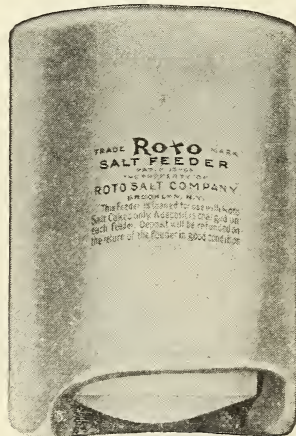 TRADE Roto MARK
SALT FEEDER
THE PROPERTY OF
ROTO SALT COMPANY
BROOKLYN, N.Y.
This Feeder is loaned for use with Roto
Salt Cakes only. A deposit is charged on
each Feeder. Deposit will be refunded on
the return of the Feeder in good condition